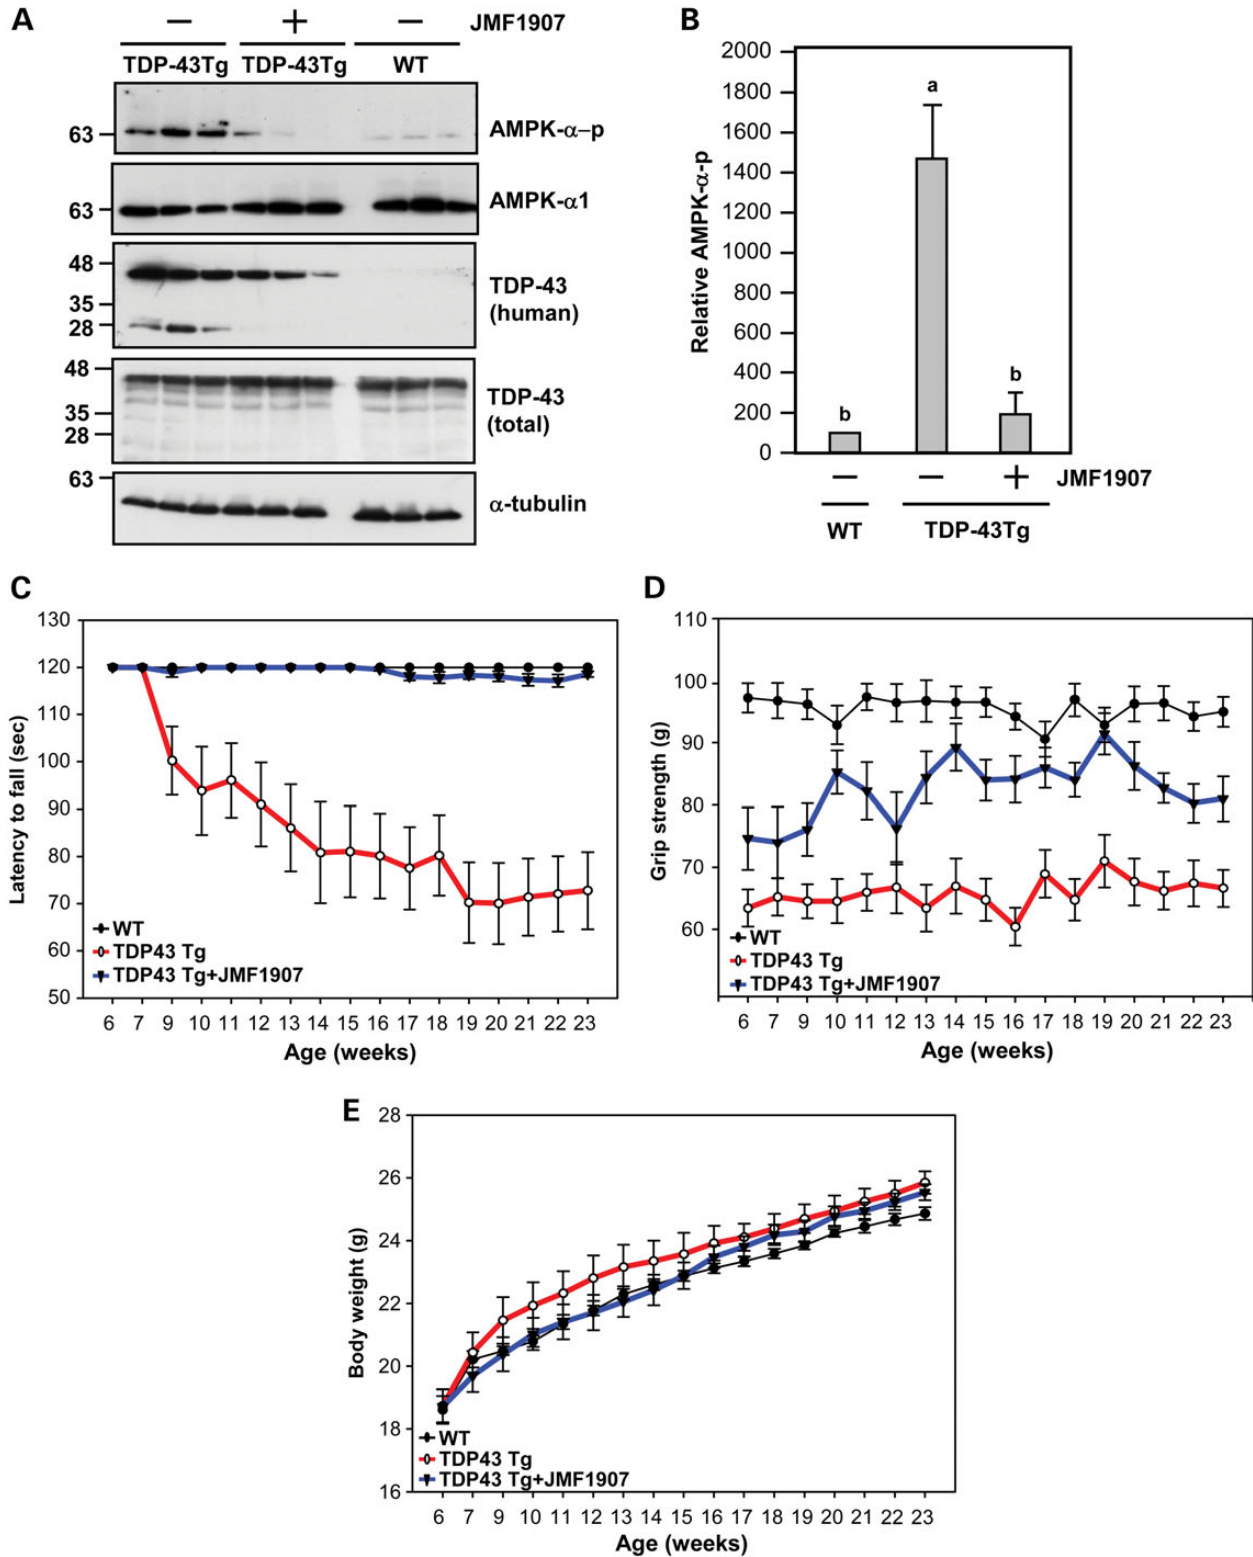 A
− + − JMF1907
TDP-43Tg TDP-43Tg WT
63 AMPK-α–p
63 AMPK-α1
48
35
28
TDP-43
(human)
48
35
28
TDP-43
(total)
63
α-tubulin
B
2000
1800
1600
1400
1200
1000
800
600
400
200
0
Relative AMPK-α-p
b a b
− − + JMF1907
WT TDP-43Tg
C
130
120
110
100
90
80
70
60
50
Latency to fall (sec)
WT
TDP43 Tg
TDP43 Tg+JMF1907
6 7 9 10 11 12 13 14 15 16 17 18 19 20 21 22 23
Age (weeks)
D
110
100
90
80
70
60
Grip strength (g)
WT
TDP43 Tg
TDP43 Tg+JMF1907
6 7 9 10 11 12 13 14 15 16 17 18 19 20 21 22 23
Age (weeks)
E
28
26
24
22
20
18
16
Body weight (g)
WT
TDP43 Tg
TDP43 Tg+JMF1907
6 7 9 10 11 12 13 14 15 16 17 18 19 20 21 22 23
Age (weeks)